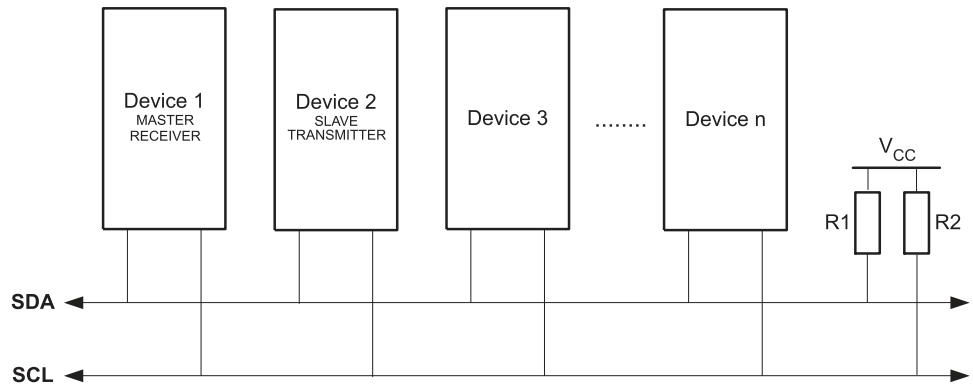 Device 1
MASTER
RECEIVER
Device 2
SLAVE
TRANSMITTER
Device 3
........
Device n
VCC
R1
R2
SDA
SCL